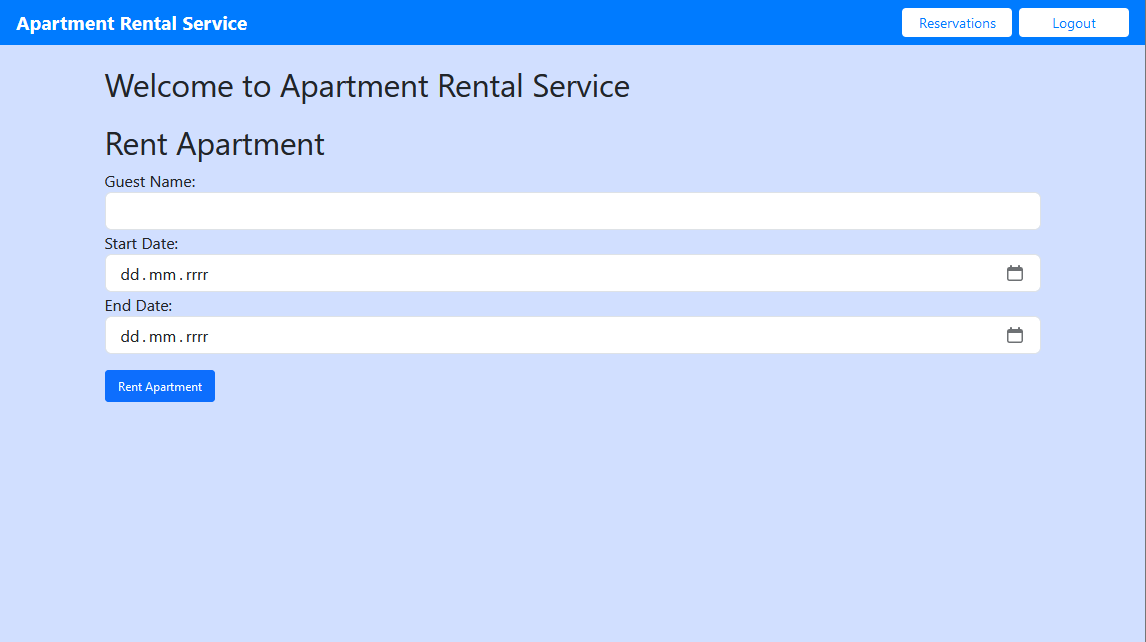 Apartment Rental Service
Reservations
Logout
Welcome to Apartment Rental Service
Rent Apartment
Guest Name:
Start Date:
dd.mm.rrrr
End Date:
dd.mm.rrrr
Rent Apartment